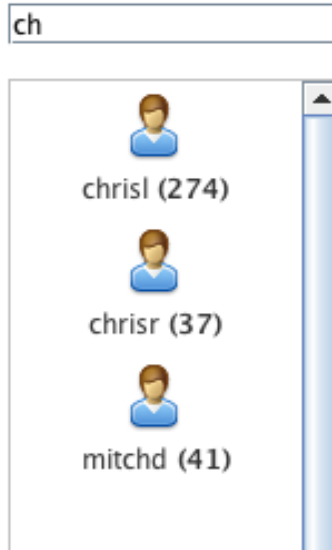 ch
chrisl (274)
chrisr (37)
mitchd (41)